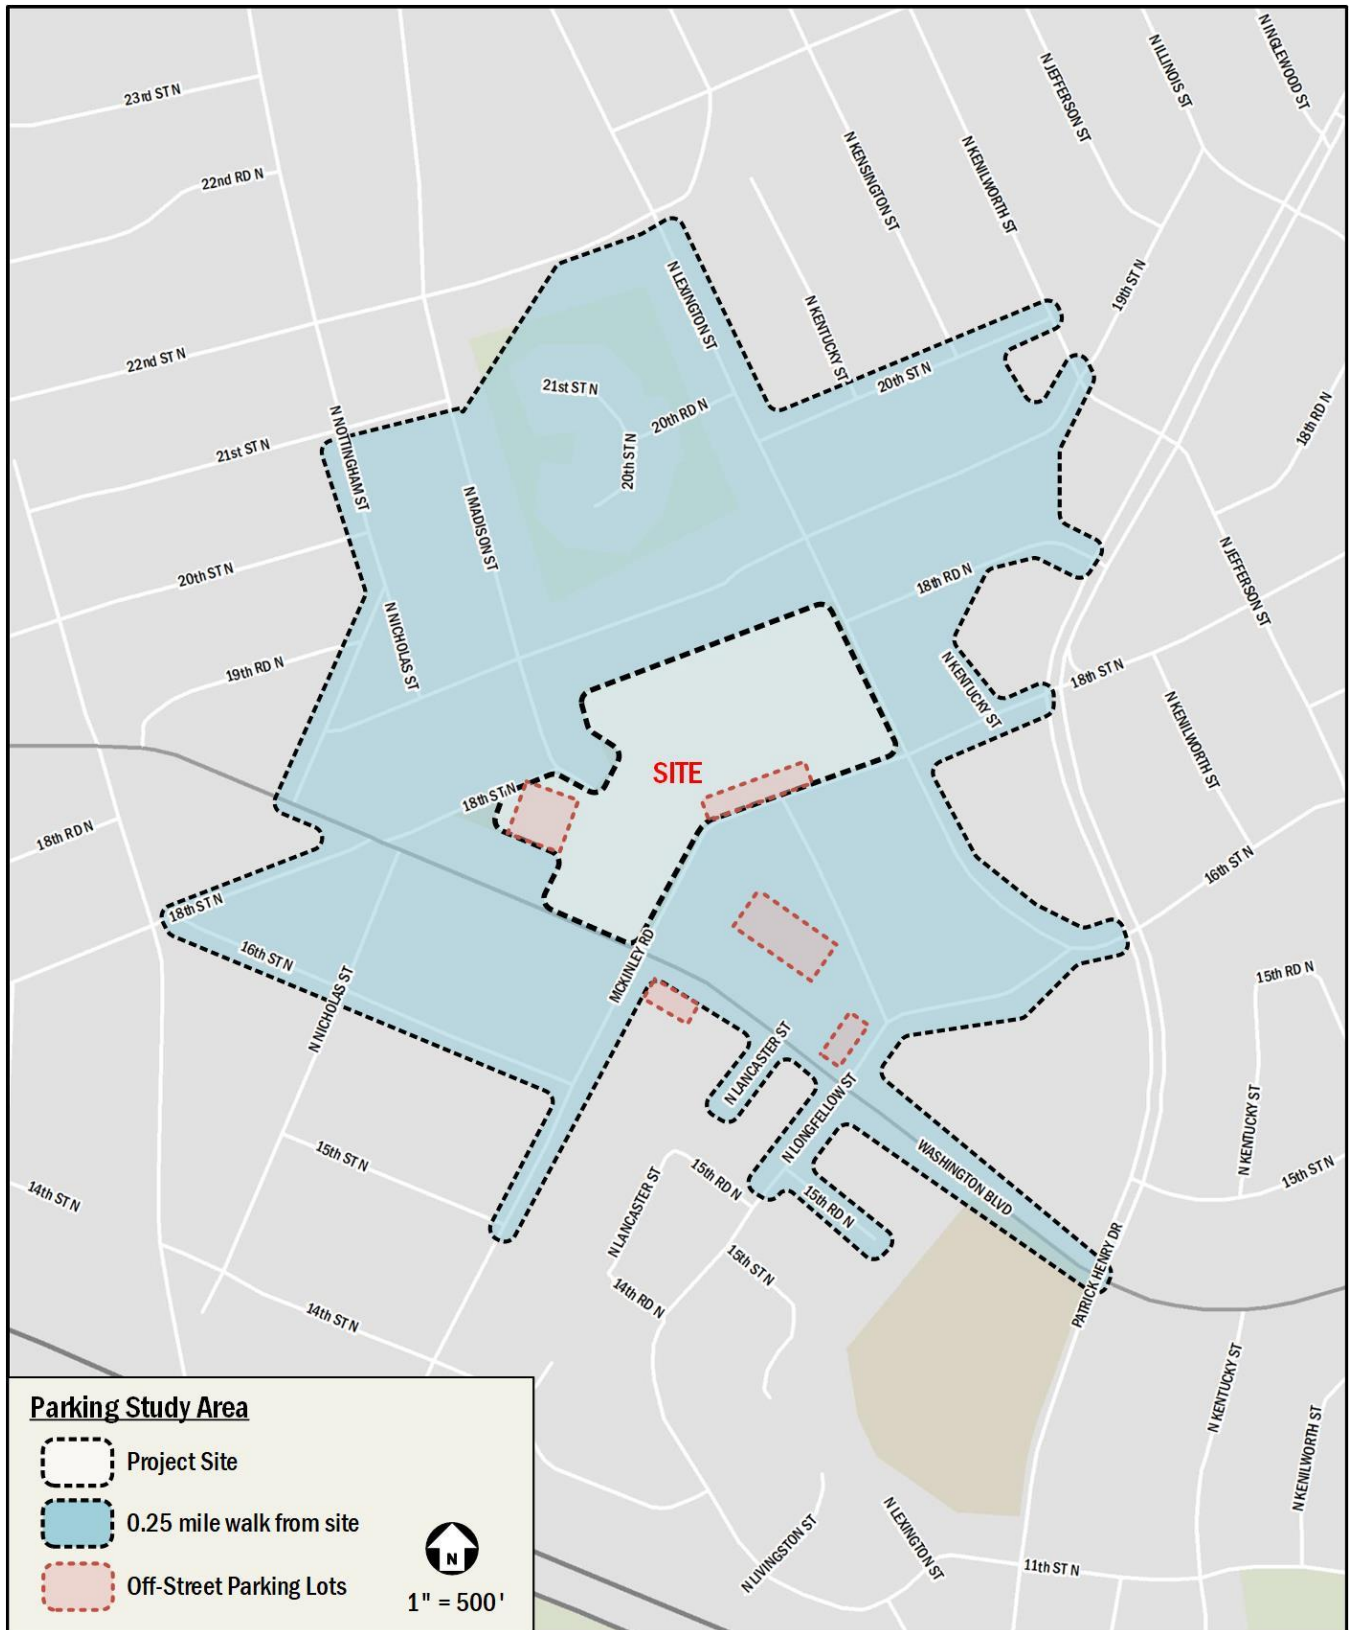 23rd ST N
22nd RD N
N JEFFERSON ST
N ILLINOIS ST
N INGLEWOOD ST
N KENSINGTON ST
N KENILWORTH ST
N LEXINGTON ST
N KENTUCKY ST
19th ST N
22nd ST N
21st ST N
20th RD N
20th ST N
20th ST N
18th RD N
N NOTTINGHAM ST
21st ST N
N MADISON ST
20th ST N
18th RD N
N JEFFERSON ST
19th RD N
N NICHOLAS ST
N KENTUCKY ST
18th ST N
N KENILWORTH ST
SITE
18th ST N
18th RD N
16th ST N
18th ST N
16th ST N
MCKINLEY RD
N NICHOLAS ST
15th RD N
N LANCASTER ST
N LONGFELLOW ST
N KENTUCKY ST
15th ST N
15th ST N
WASHINGTON BLVD
14th ST N
15th RD N
15th RD N
N LANCASTER ST
15th ST N
PATRICK HENRY DR
14th RD N
14th ST N
N KENTUCKY ST
N KENILWORTH ST
N LIVINGSTON ST
N LEXINGTON ST
11th ST N
Parking Study Area
Project Site
0.25 mile walk from site
Off-Street Parking Lots
N
1" = 500'